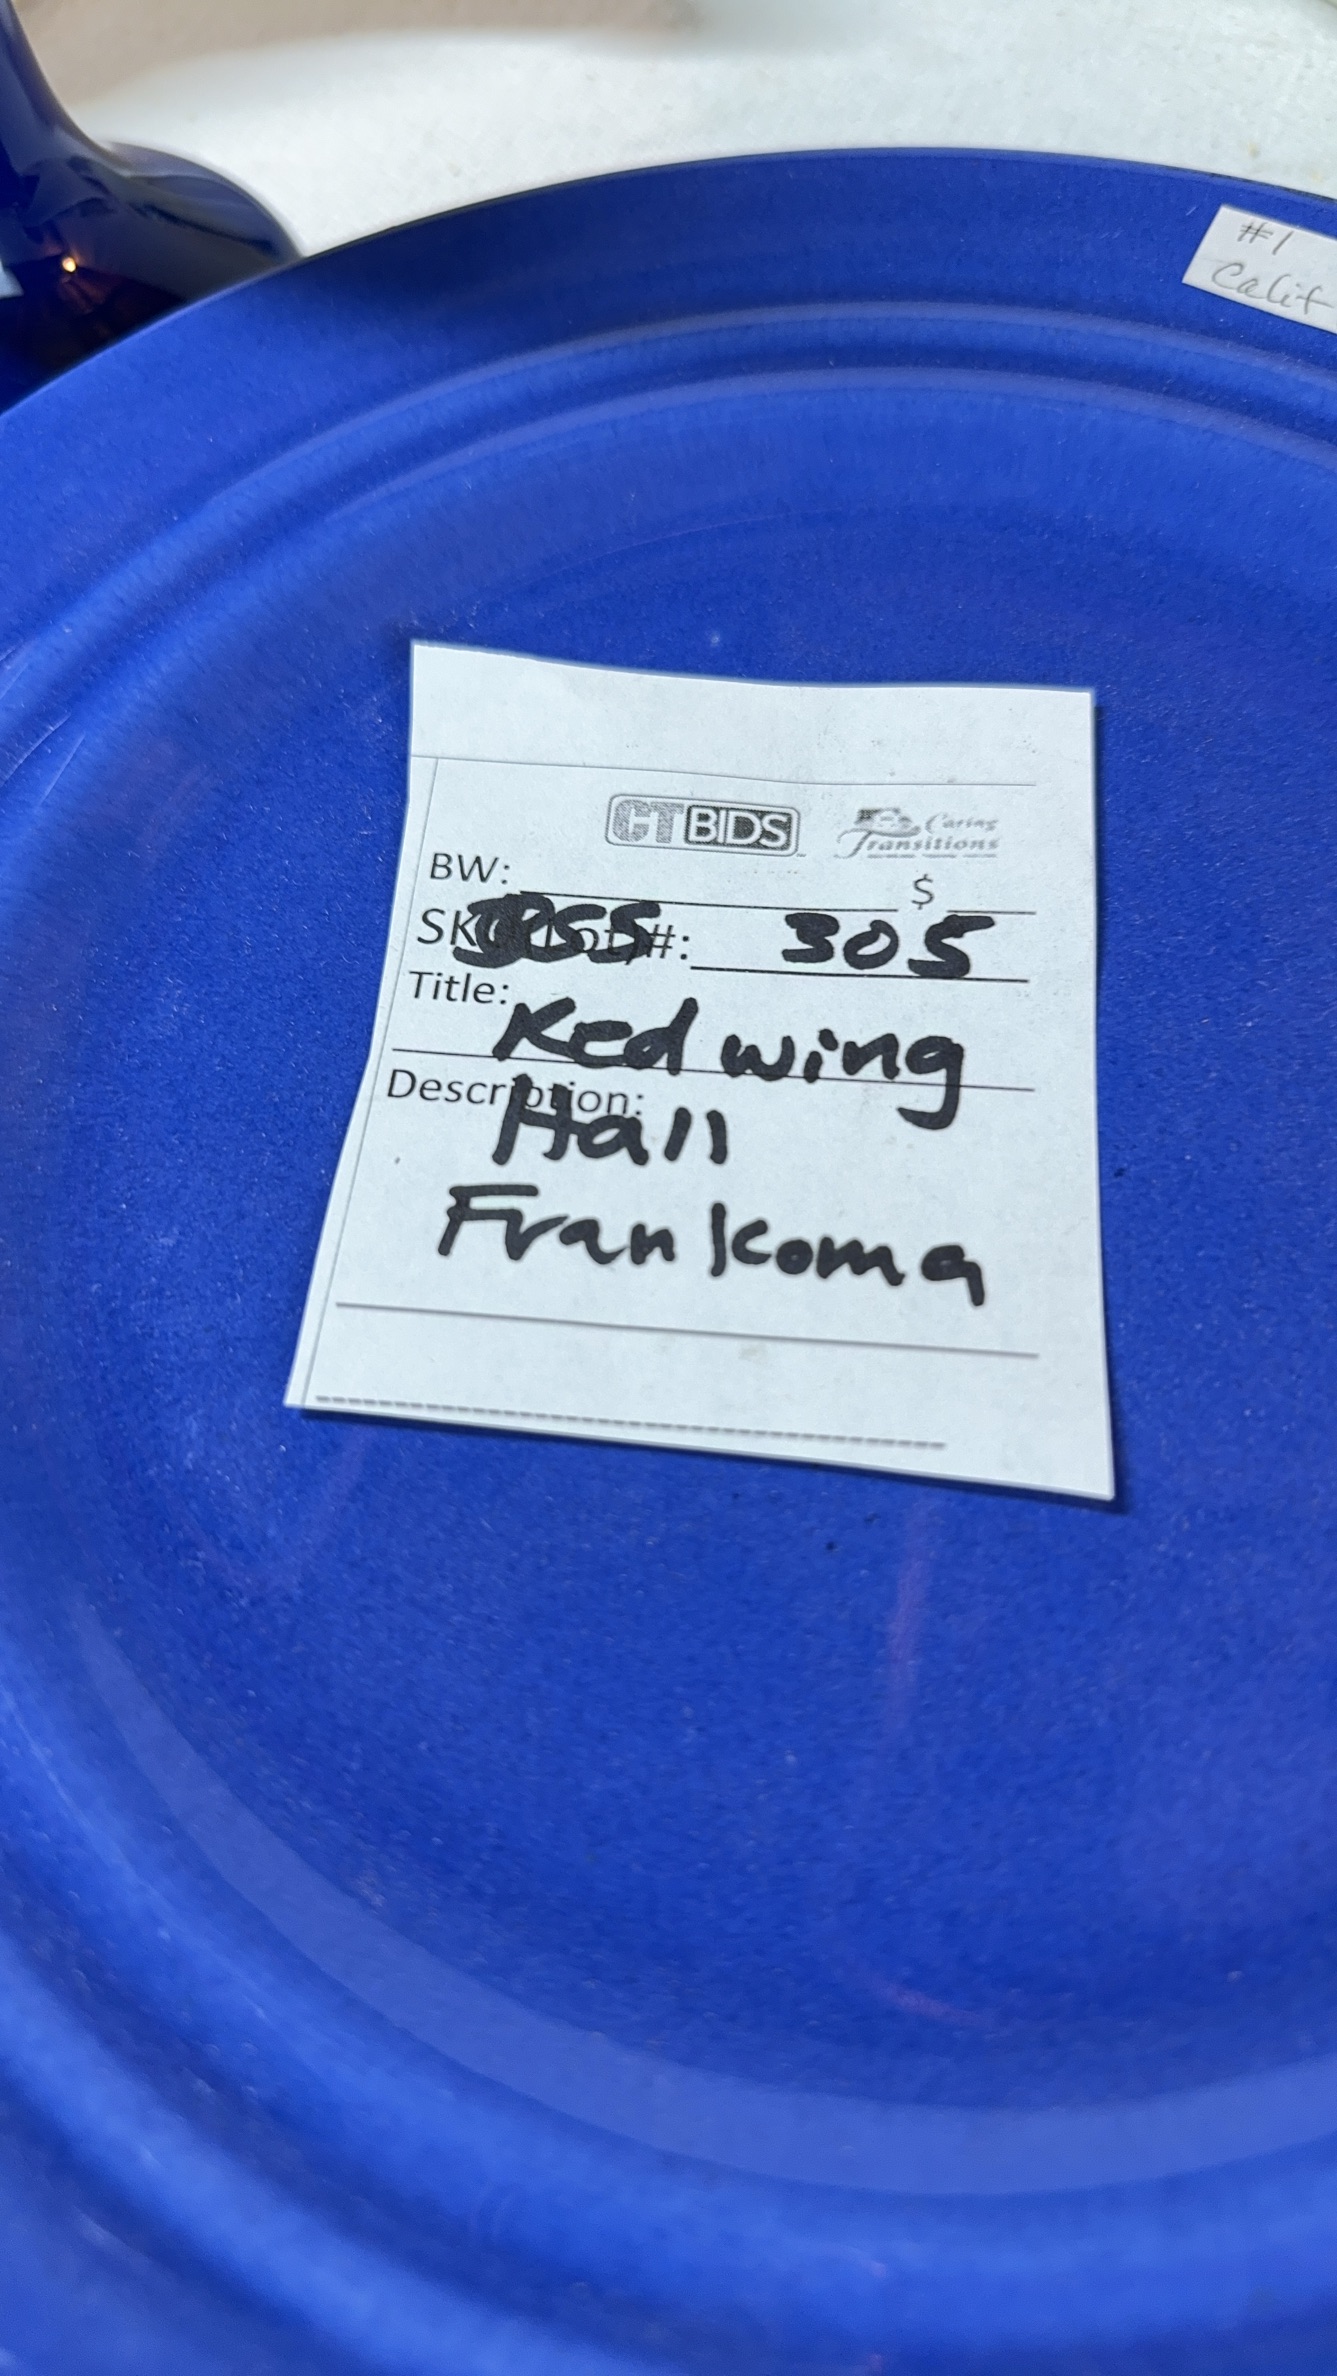 #1
Calif
CTBIDS
Caring
Transitions
BW: $
SKU (Lot) #: 305
Title:
Red wing
Description:
Hall
Frankoma